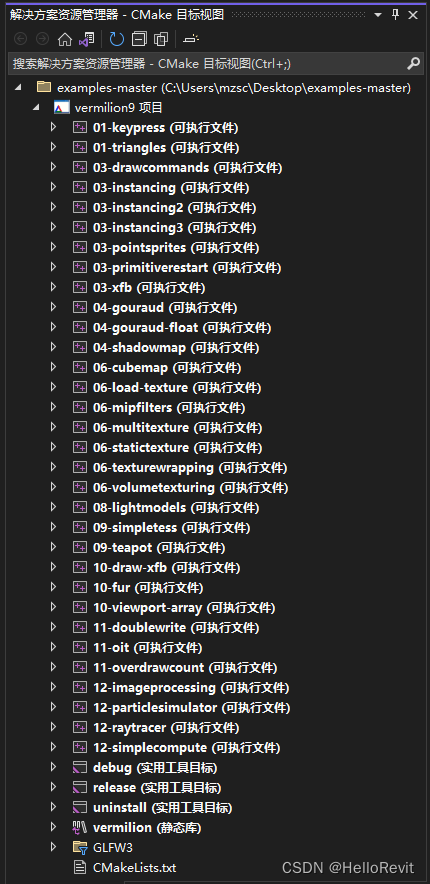 解决方案资源管理器 - CMake 目标视图
搜索解决方案资源管理器 - CMake 目标视图(Ctrl+;)
examples-master (C:\Users\mzsc\Desktop\examples-master)
vermilion9 项目
01-keypress (可执行文件)
01-triangles (可执行文件)
03-drawcommands (可执行文件)
03-instancing (可执行文件)
03-instancing2 (可执行文件)
03-instancing3 (可执行文件)
03-pointsprites (可执行文件)
03-primitiverestart (可执行文件)
03-xfb (可执行文件)
04-gouraud (可执行文件)
04-gouraud-float (可执行文件)
04-shadowmap (可执行文件)
06-cubemap (可执行文件)
06-load-texture (可执行文件)
06-mipfilters (可执行文件)
06-multitexture (可执行文件)
06-statictexture (可执行文件)
06-texturewrapping (可执行文件)
06-volumetexturing (可执行文件)
08-lightmodels (可执行文件)
09-simpletess (可执行文件)
09-teapot (可执行文件)
10-draw-xfb (可执行文件)
10-fur (可执行文件)
10-viewport-array (可执行文件)
11-doublewrite (可执行文件)
11-oit (可执行文件)
11-overdrawcount (可执行文件)
12-imageprocessing (可执行文件)
12-particlesimulator (可执行文件)
12-raytracer (可执行文件)
12-simplecompute (可执行文件)
debug (实用工具目标)
release (实用工具目标)
uninstall (实用工具目标)
vermilion (静态库)
GLFW3
CMakeLists.txt
CSDN @HelloRevit